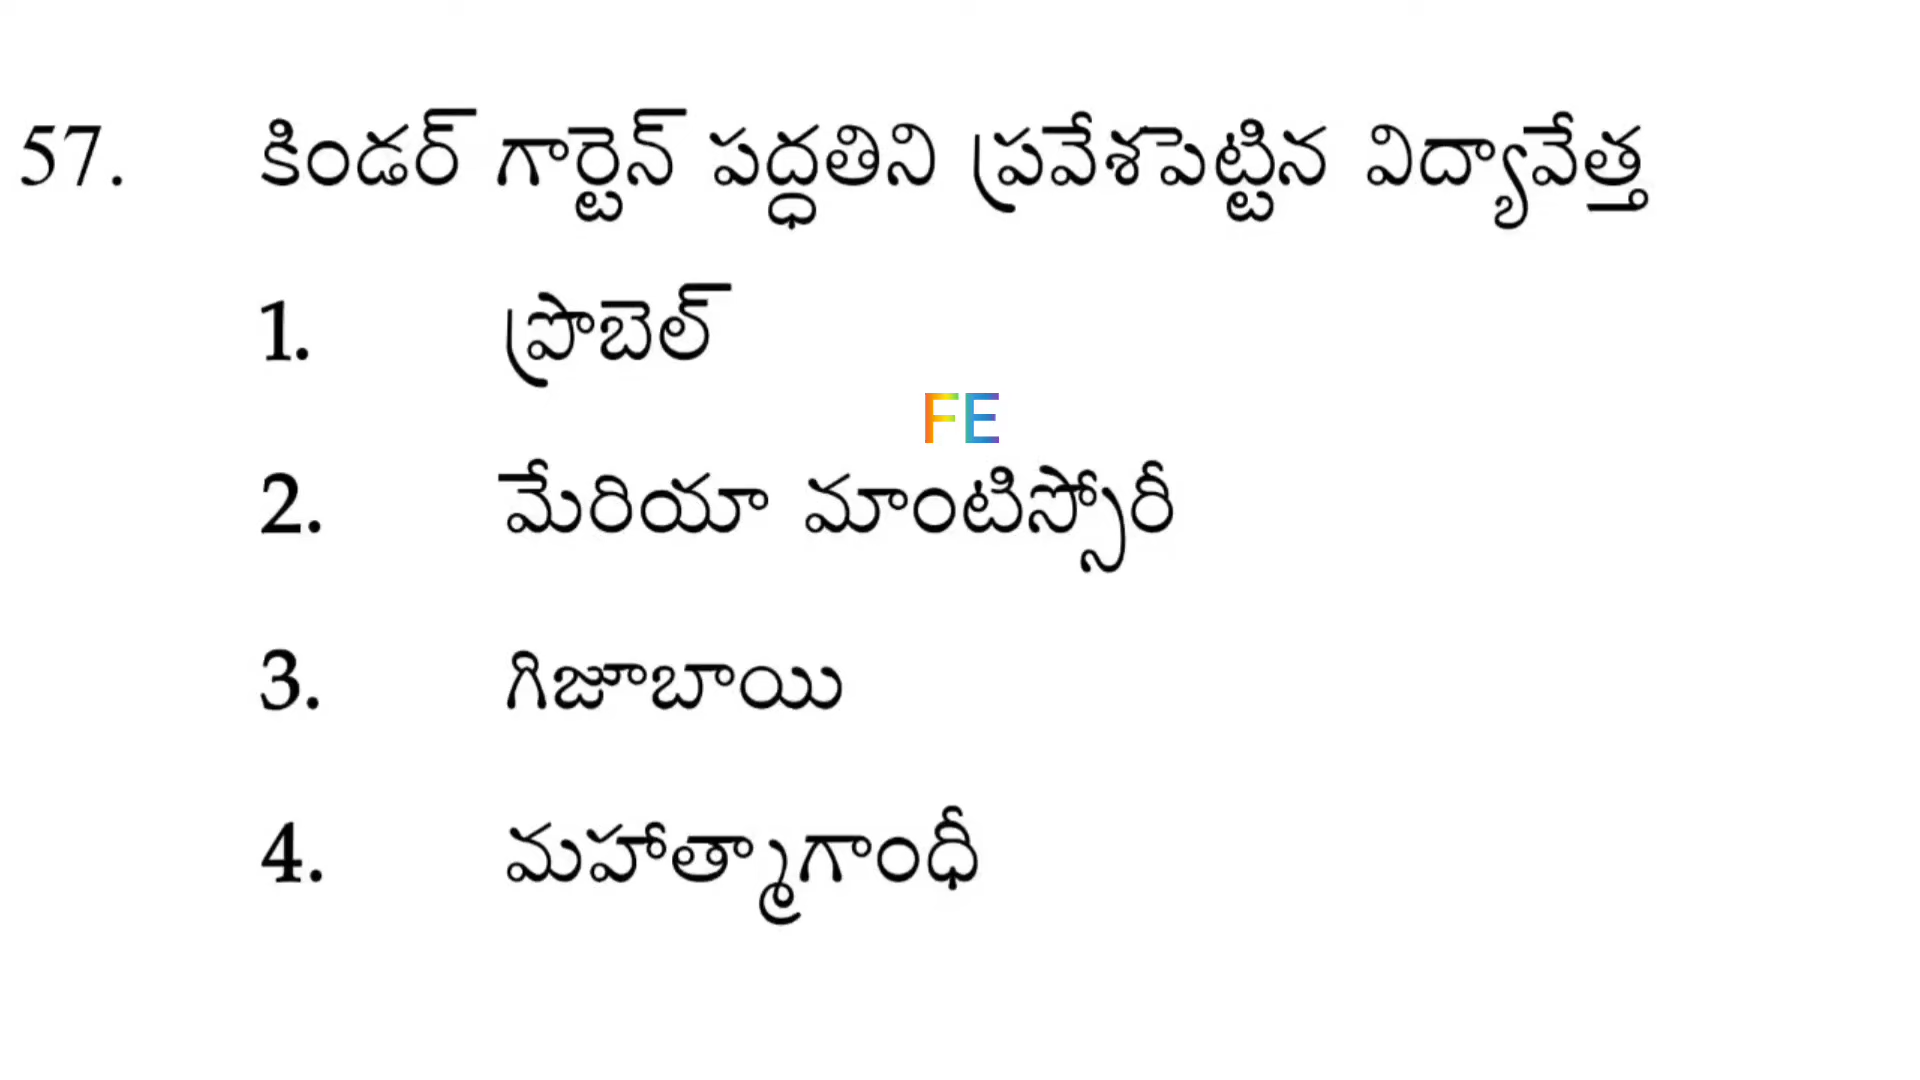 57. కిండర్ గార్టెన్ పద్ధతిని ప్రవేశపెట్టిన విద్యావేత్త
1. ప్రొబెల్
FE
2. మేరియా మాంటిస్సోరీ
3. గిజూబాయి
4. మహాత్మాగాంధీ